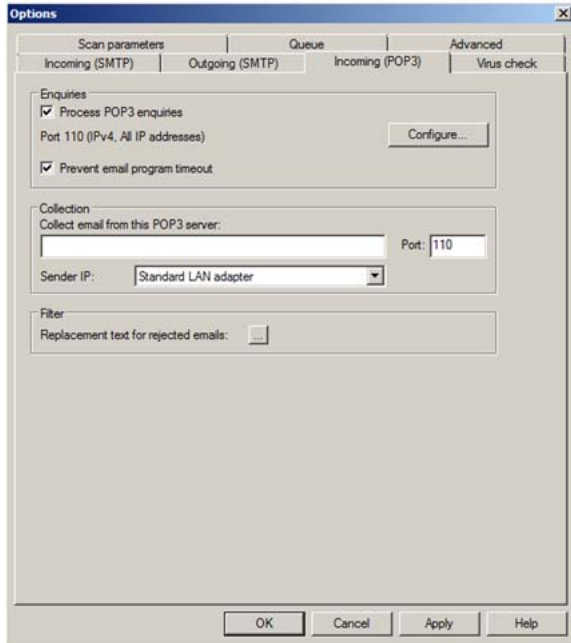 Options
Scan parameters Queue Advanced
Incoming (SMTP) Outgoing (SMTP) Incoming (POP3) Virus check
Enquiries
Process POP3 enquiries
Port 110 (IPv4, All IP addresses) Configure...
Prevent email program timeout
Collection
Collect email from this POP3 server:
Port: 110
Sender IP: Standard LAN adapter
Filter
Replacement text for rejected emails: ...
OK Cancel Apply Help